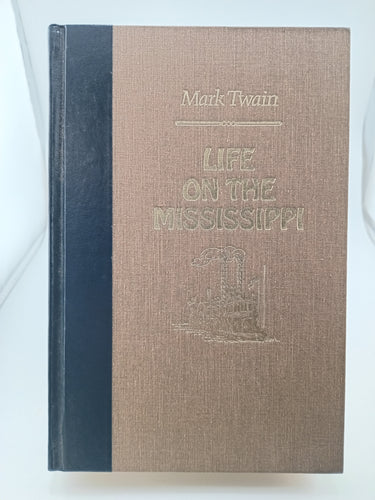 Mark Twain
LIFE
ON THE
MISSISSIPPI